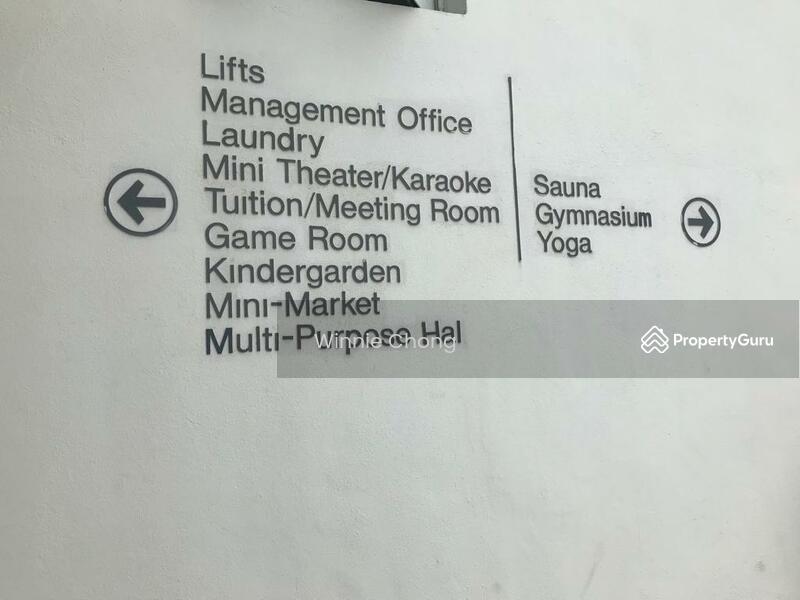 Lifts
Management Office
Laundry
Mini Theater/Karaoke
Tuition/Meeting Room
Game Room
Kindergarden
Mini-Market
Multi-Purpose Hal
Sauna
Gymnasium
Yoga
Winnie Chong
PropertyGuru